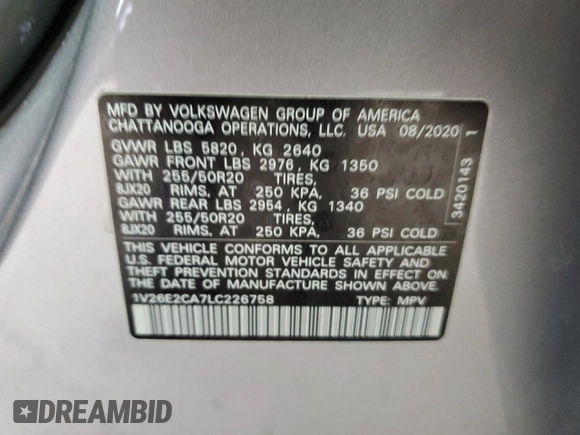 MFD BY VOLKSWAGEN GROUP OF AMERICA
CHATTANOOGA OPERATIONS, LLC. USA 08/2020
GVWR LBS 5820, KG 2640
GAWR FRONT LBS 2976, KG 1350
WITH 255/50R20 TIRES,
8JX20 RIMS, AT 250 KPA, 36 PSI COLD
GAWR REAR LBS 2954, KG 1340
WITH 255/50R20 TIRES,
8JX20 RIMS, AT 250 KPA, 36 PSI COLD
THIS VEHICLE CONFORMS TO ALL APPLICABLE
U.S. FEDERAL MOTOR VEHICLE SAFETY AND
THEFT PREVENTION STANDARDS IN EFFECT ON
THE DATE OF MANUFACTURE SHOWN ABOVE.
1V26E2CA7LC226758 TYPE: MPV
3420143 1
DREAMBID